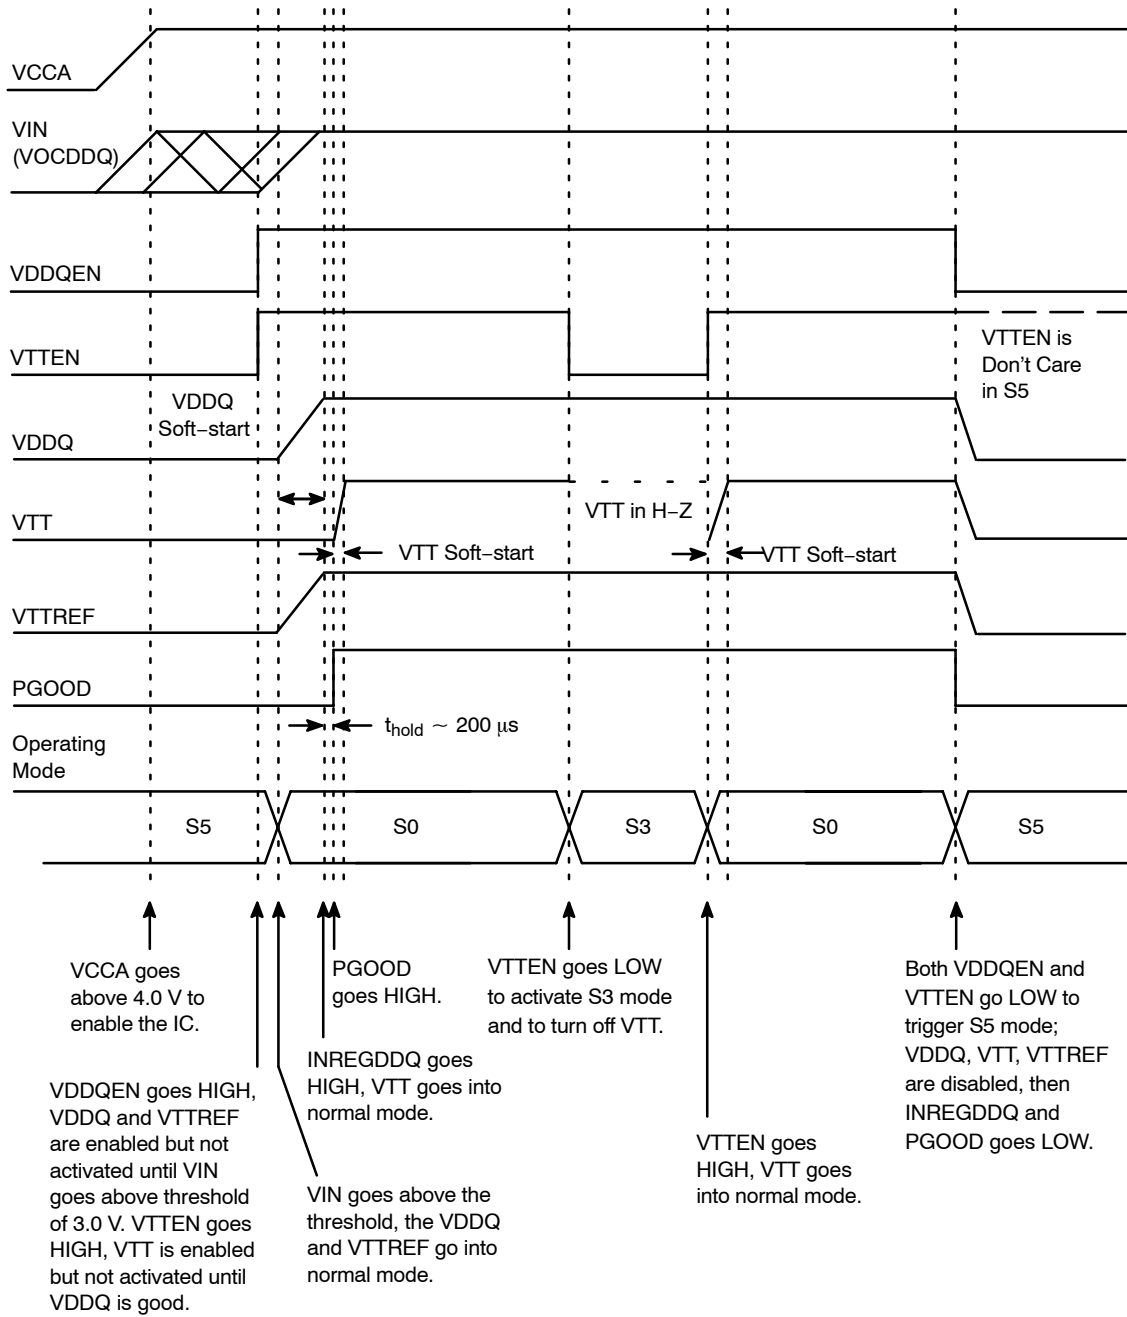 VCCA
VIN
(VOCDDQ)
VDDQEN
VTTEN
VTTEN is
Don't Care
in S5
VDDQ
Soft−start
VDDQ
VTT in H−Z
VTT
VTT Soft−start
VTT Soft−start
VTTREF
PGOOD
thold ~ 200 μs
Operating
Mode
S5
S0
S3
S0
S5
VCCA goes
above 4.0 V to
enable the IC.
PGOOD
goes HIGH.
VTTEN goes LOW
to activate S3 mode
and to turn off VTT.
Both VDDQEN and
VTTEN go LOW to
trigger S5 mode;
VDDQ, VTT, VTTREF
are disabled, then
INREGDDQ and
PGOOD goes LOW.
INREGDDQ goes
HIGH, VTT goes into
normal mode.
VDDQEN goes HIGH,
VDDQ and VTTREF
are enabled but not
activated until VIN
goes above threshold
of 3.0 V. VTTEN goes
HIGH, VTT is enabled
but not activated until
VDDQ is good.
VTTEN goes
HIGH, VTT goes
into normal mode.
VIN goes above the
threshold, the VDDQ
and VTTREF go into
normal mode.